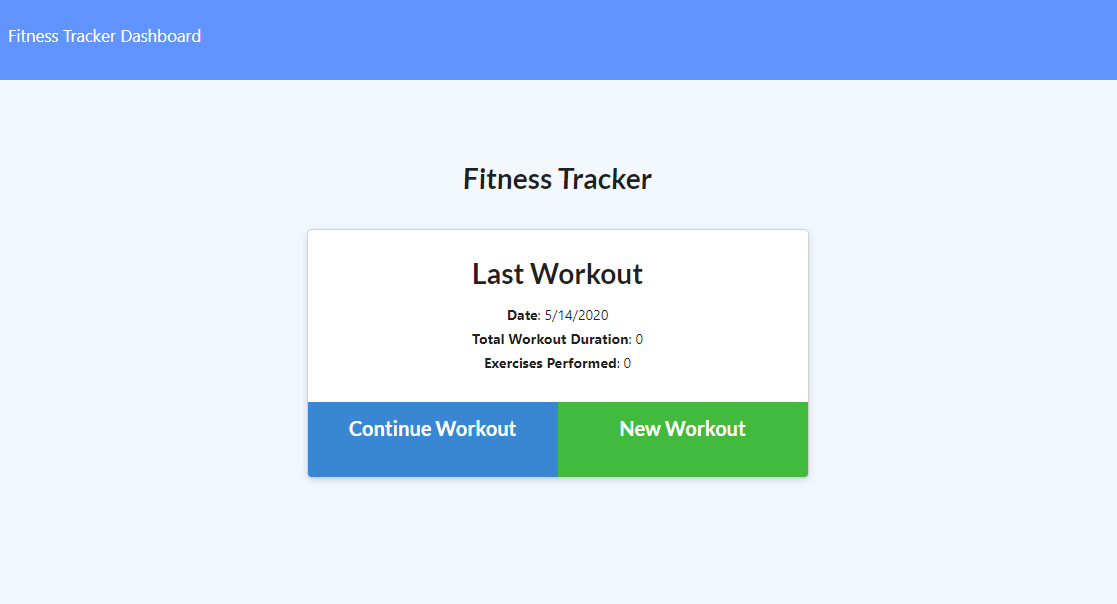 Fitness Tracker Dashboard
Fitness Tracker
Last Workout
Date: 5/14/2020
Total Workout Duration: 0
Exercises Performed: 0
Continue Workout New Workout